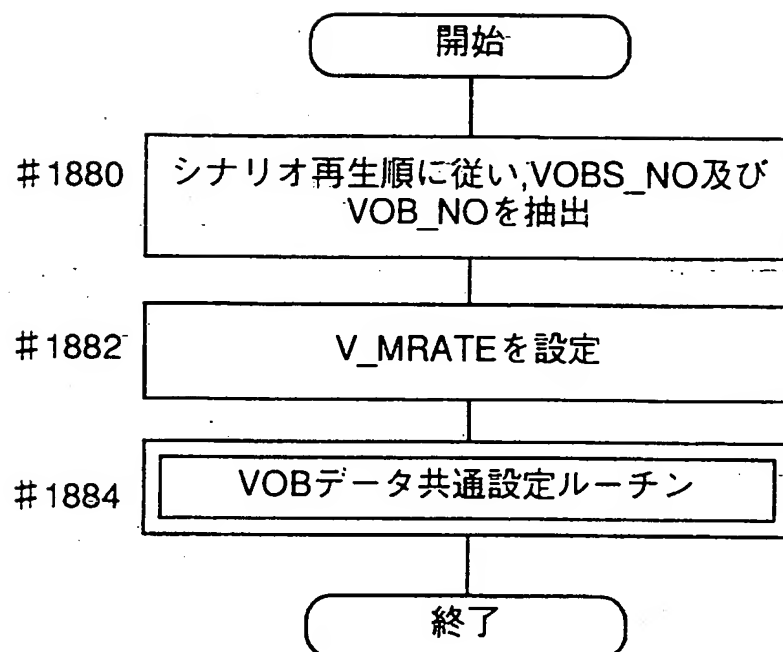 開始
#1880
シナリオ再生順に従い,VOBS_NO及び
VOB_NOを抽出
#1882
V_MRATEを設定
#1884
VOBデータ共通設定ルーチン
終了